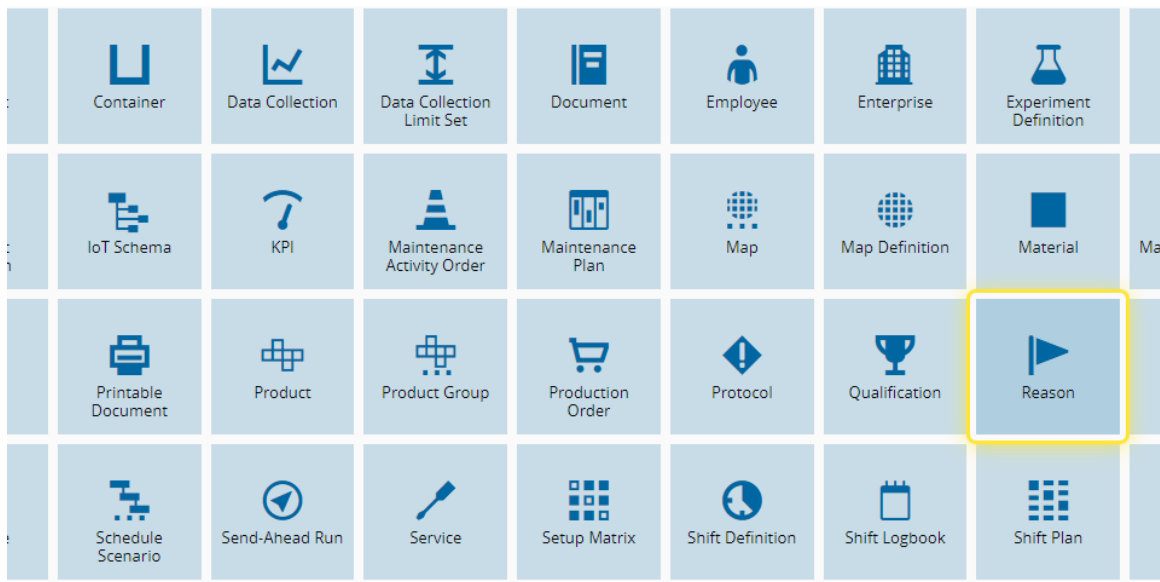 Container
Data Collection
Data Collection
Limit Set
Document
Employee
Enterprise
Experiment
Definition
IoT Schema
KPI
Maintenance
Activity Order
Maintenance
Plan
Map
Map Definition
Material
Ma
Printable
Document
Product
Product Group
Production
Order
Protocol
Qualification
Reason
Schedule
Scenario
Send-Ahead Run
Service
Setup Matrix
Shift Definition
Shift Logbook
Shift Plan